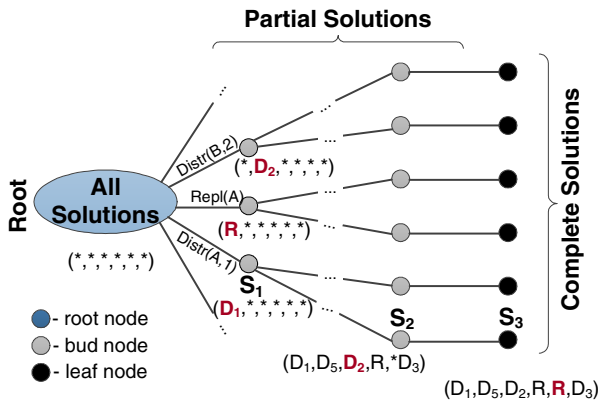 Partial Solutions
...
...
Distr(B,2)
...
(*,D2,*,*,*,*)
All
Solutions
Root
Repl(A)
...
(R,*,*,*,*,*)
...
Distr(A,1)
(*,*,*,*,*,*)
S1
...
(D1,*,*,*,*,*)
...
...
S2
S3
Complete Solutions
- root node
- bud node
- leaf node
(D1,D5,D2,R,*D3)
(D1,D5,D2,R,R,D3)